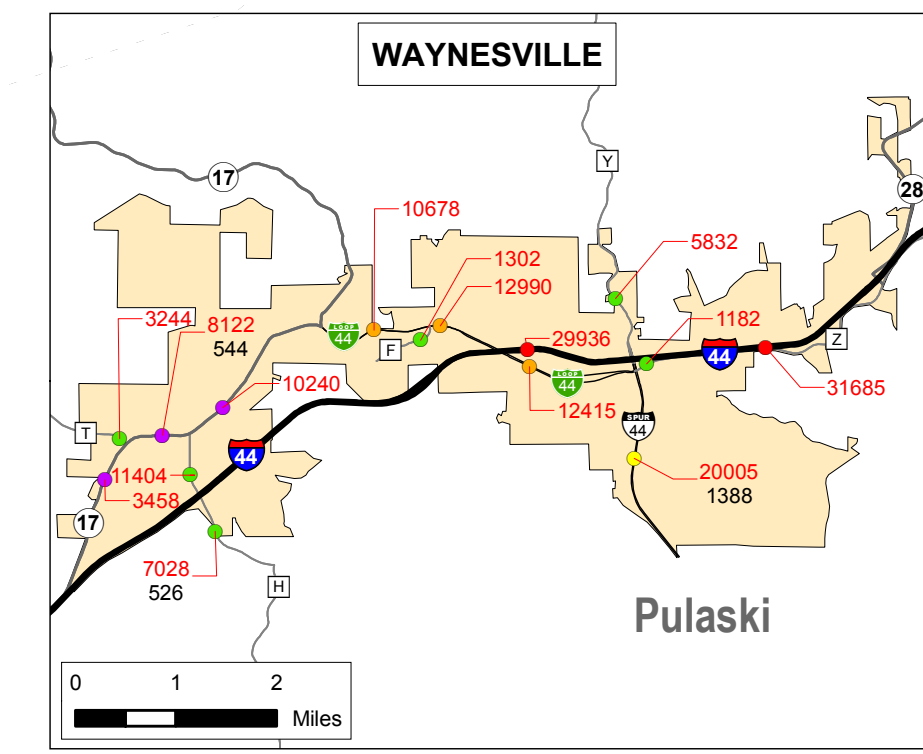 WAYNESVILLE
Y
17
28
10678
5832
1302
12990
3244
8122
544
LOOP
44
F
29936
1182
44
Z
10240
LOOP
44
12415
31685
T
44
SPUR
44
11404
3458
20005
1388
17
7028
526
H
Pulaski
0 1 2
Miles